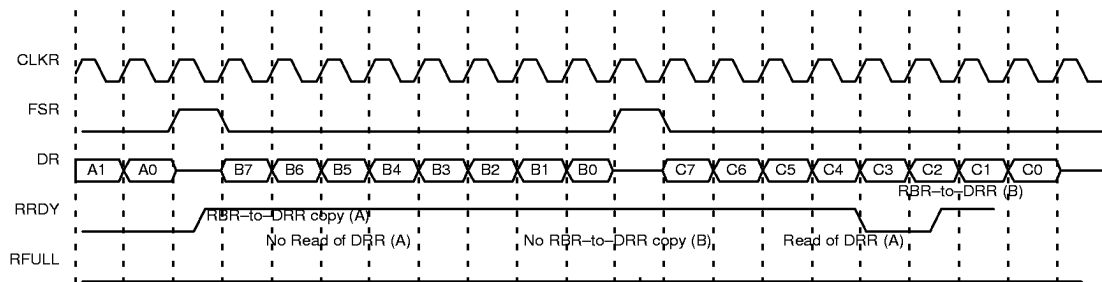 CLKR
FSR
DR A1 A0 B7 B6 B5 B4 B3 B2 B1 B0 C7 C6 C5 C4 C3 C2 C1 C0
RBR–to–DRR (B)
RRDY RBR–to–DRR copy (A)
No Read of DRR (A) No RBR–to–DRR copy (B) Read of DRR (A)
RFULL